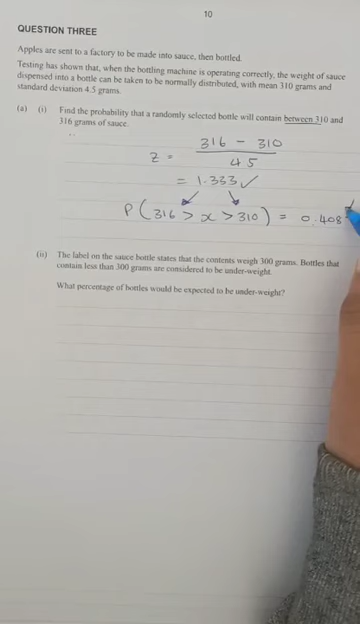 10
QUESTION THREE
Apples are sent to a factory to be made into sauce, then bottled.
Testing has shown that, when the bottling machine is operating correctly, the weight of sauce
dispensed into a bottle can be taken to be normally distributed, with mean 310 grams and
standard deviation 4.5 grams.
(a) (i) Find the probability that a randomly selected bottle will contain between 310 and
316 grams of sauce.
316 - 310
z =
4.5
= 1.333 ✓
P(316 > x > 310) = 0.408
(ii) The label on the sauce bottle states that the contents weigh 300 grams. Bottles that
contain less than 300 grams are considered to be under-weight.
What percentage of bottles would be expected to be under-weight?